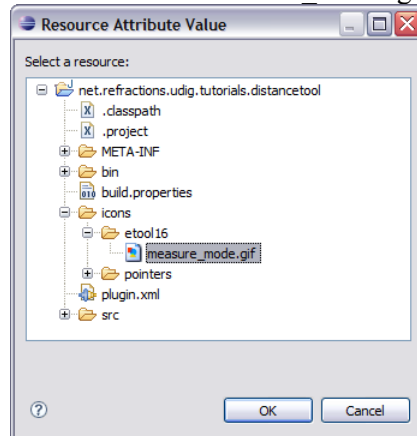 Resource Attribute Value
Select a resource:
net.refractions.udig.tutorials.distancetool
.classpath
.project
META-INF
bin
build.properties
icons
etool16
measure_mode.gif
pointers
plugin.xml
src
OK Cancel